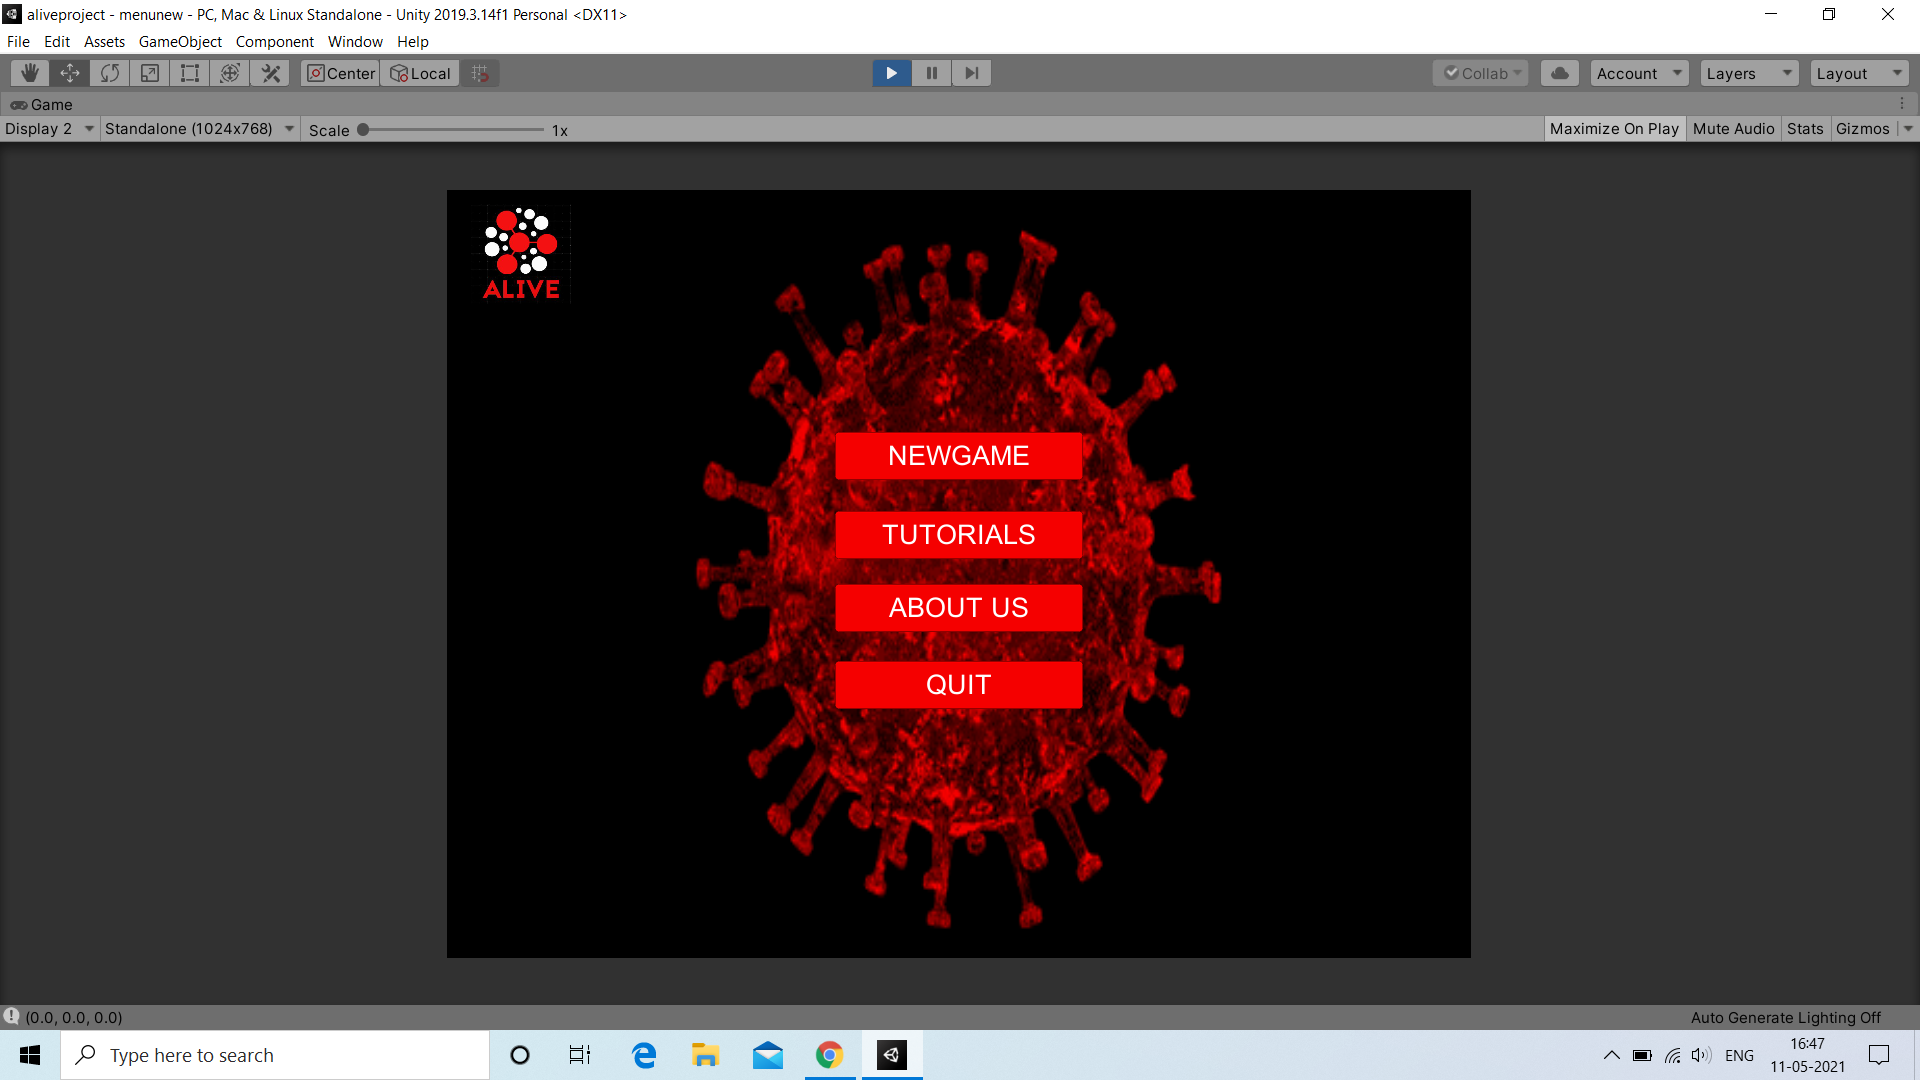 aliveproject - menunew - PC, Mac & Linux Standalone - Unity 2019.3.14f1 Personal <DX11>
File Edit Assets GameObject Component Window Help
Center Local Collab Account Layers Layout
Game
Display 2 Standalone (1024x768) Scale 1x Maximize On Play Mute Audio Stats Gizmos
ALIVE
NEWGAME
TUTORIALS
ABOUT US
QUIT
(0.0, 0.0, 0.0) Auto Generate Lighting Off
Type here to search ENG 16:47
11-05-2021